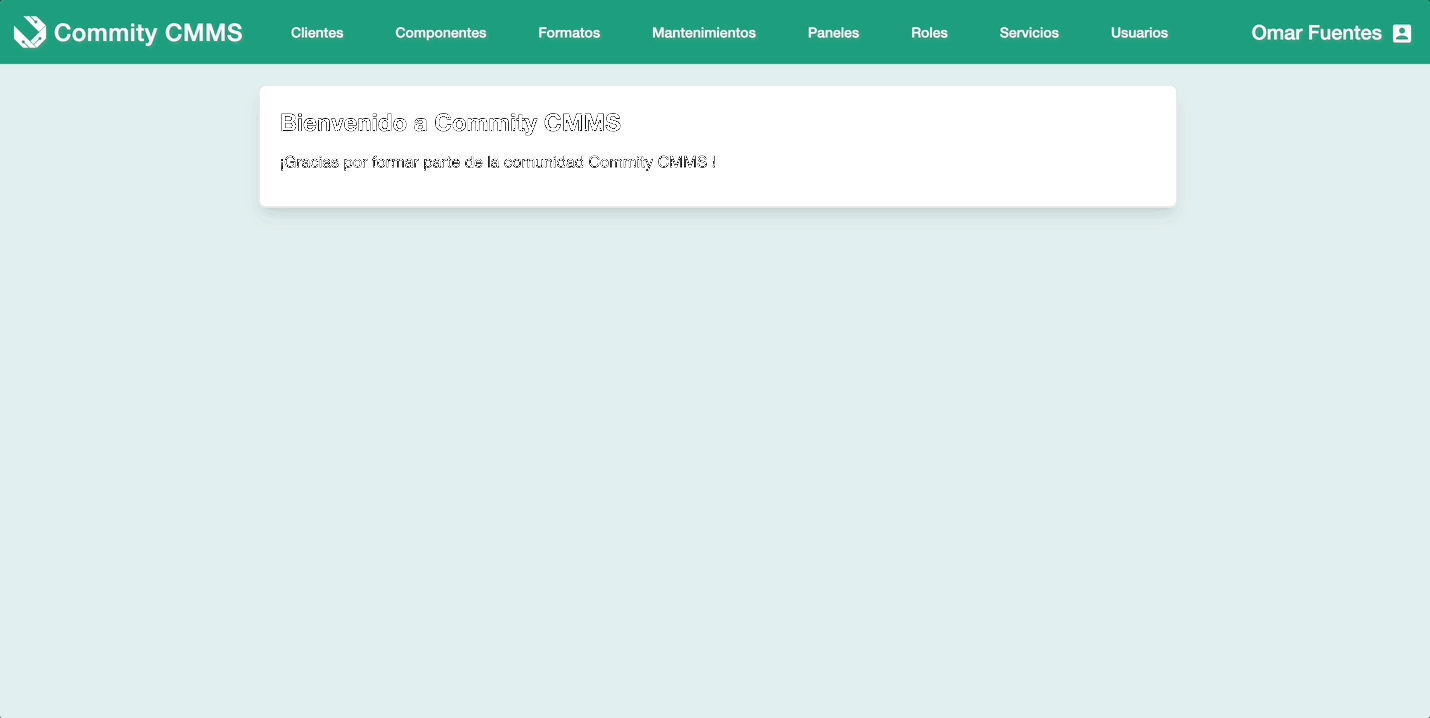 Commity CMMS Clientes Componentes Formatos Mantenimientos Paneles Roles Servicios Usuarios Omar Fuentes
Bienvenido a Commity CMMS
¡Gracias por formar parte de la comunidad Commity CMMS !